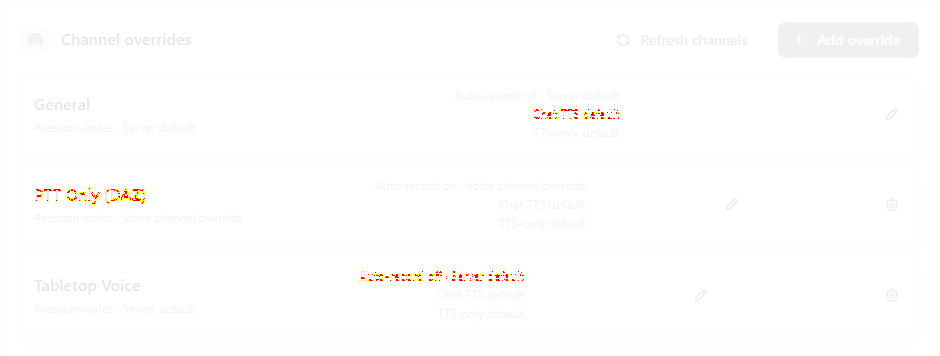 Channel overrides
Refresh channels
Add override
General
#session-notes · Server default
Auto-record off · Server default
Chat TTS default
TTS-only default
PTT Only (DAZ)
#session-notes · Voice channel override
Auto-record on · Voice channel override
Chat TTS default
TTS-only default
Tabletop Voice
#session-notes · Server default
Auto-record off · Server default
Chat TTS default
TTS-only default